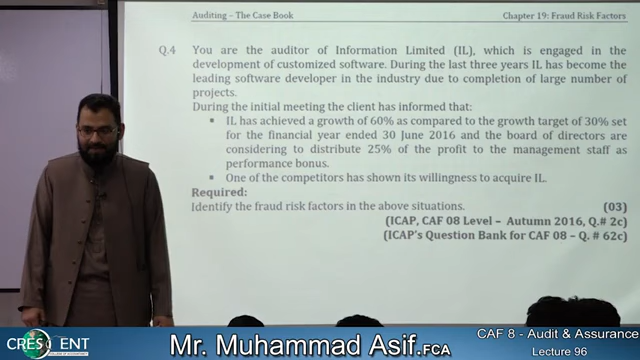 Auditing – The Case Book
Chapter 19: Fraud Risk Factors
Q.4 You are the auditor of Information Limited (IL), which is engaged in the
development of customized software. During the last three years IL has become the
leading software developer in the industry due to completion of large number of
projects.
During the initial meeting the client has informed that:
▪ IL has achieved a growth of 60% as compared to the growth target of 30% set
for the financial year ended 30 June 2016 and the board of directors are
considering to distribute 25% of the profit to the management staff as
performance bonus.
▪ One of the competitors has shown its willingness to acquire IL.
Required:
Identify the fraud risk factors in the above situations. (03)
(ICAP, CAF 08 Level – Autumn 2016, Q.# 2c)
(ICAP's Question Bank for CAF 08 – Q. # 62c)
CRESCENT
COLLEGE OF ACCOUNTANCY
Mr. Muhammad Asif.FCA
CAF 8 - Audit & Assurance
Lecture 96